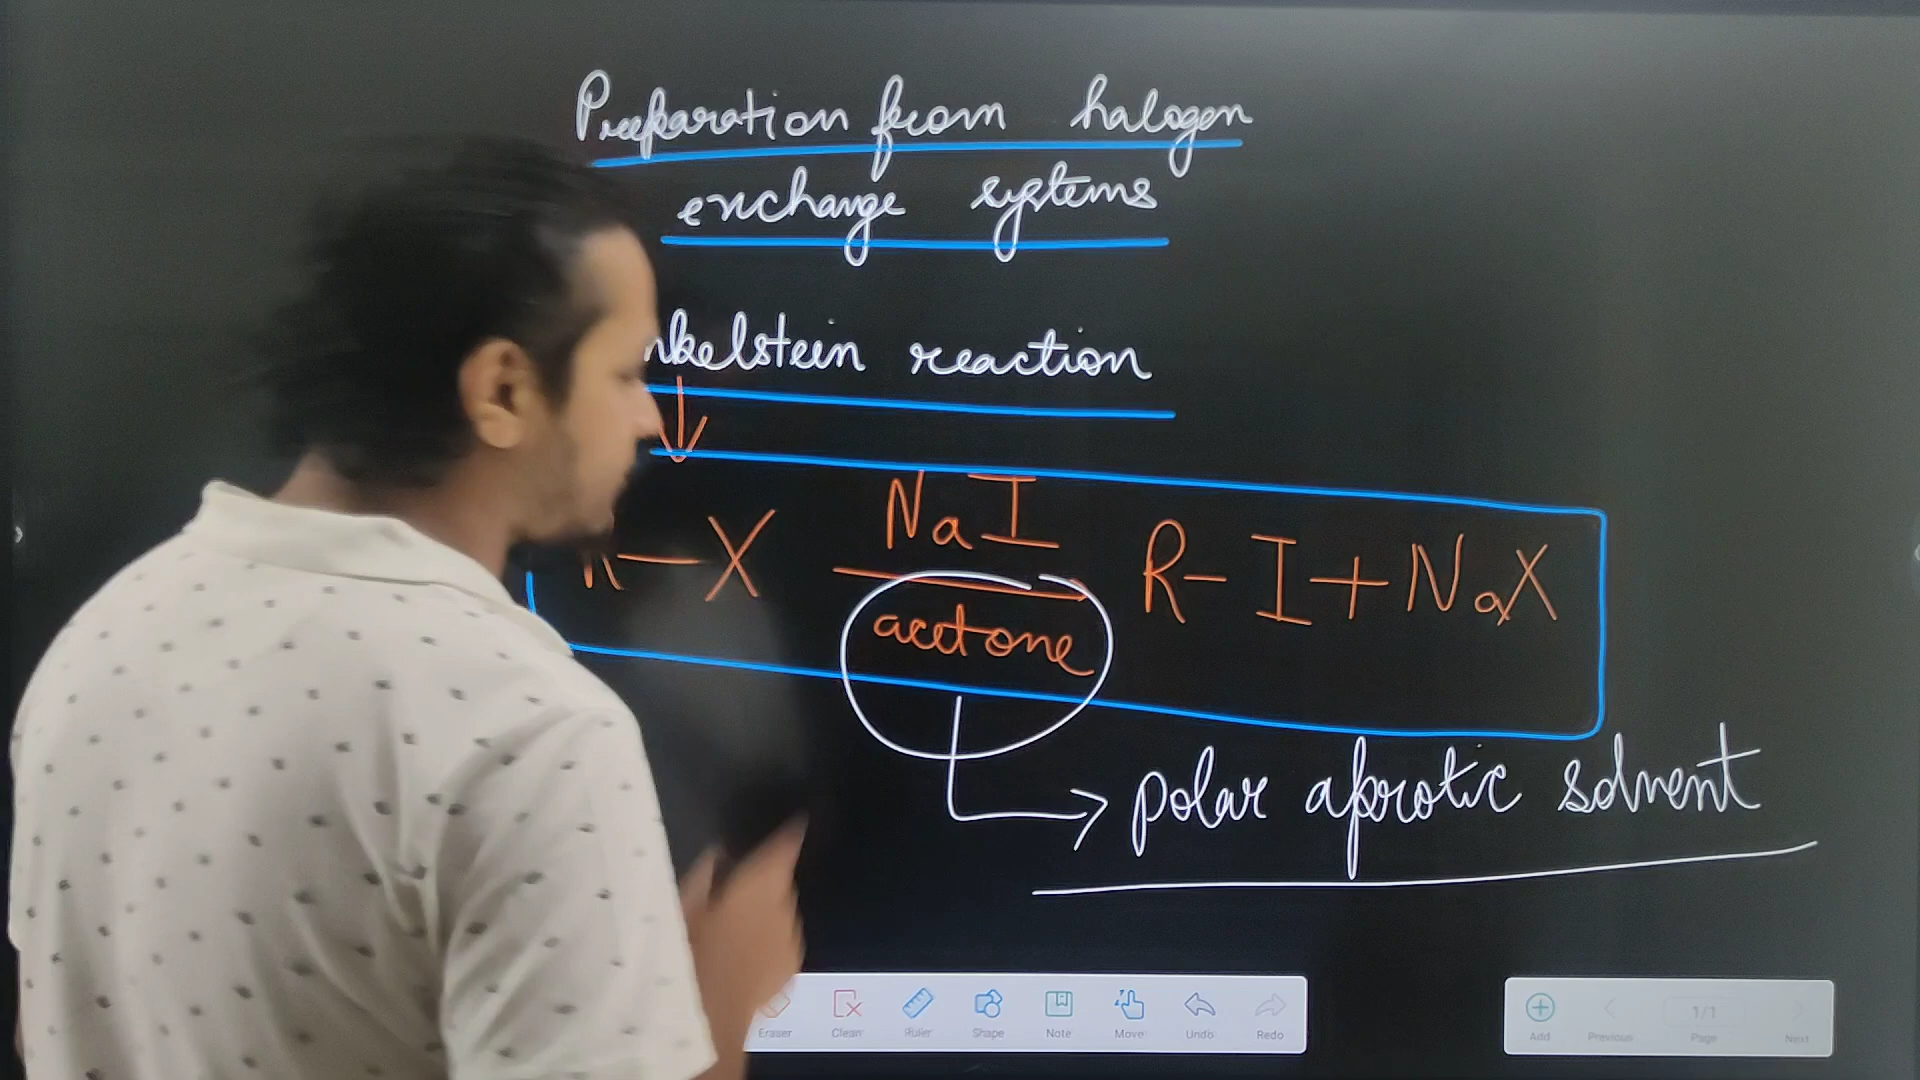 Preparation from halogen
exchange systems
nkelstein reaction
R-X NaI R-I+NaX
acetone
polar aprotic solvent
Eraser Clean Ruler Shape Note Move Undo Redo
Add Previous 1/1 Page Next